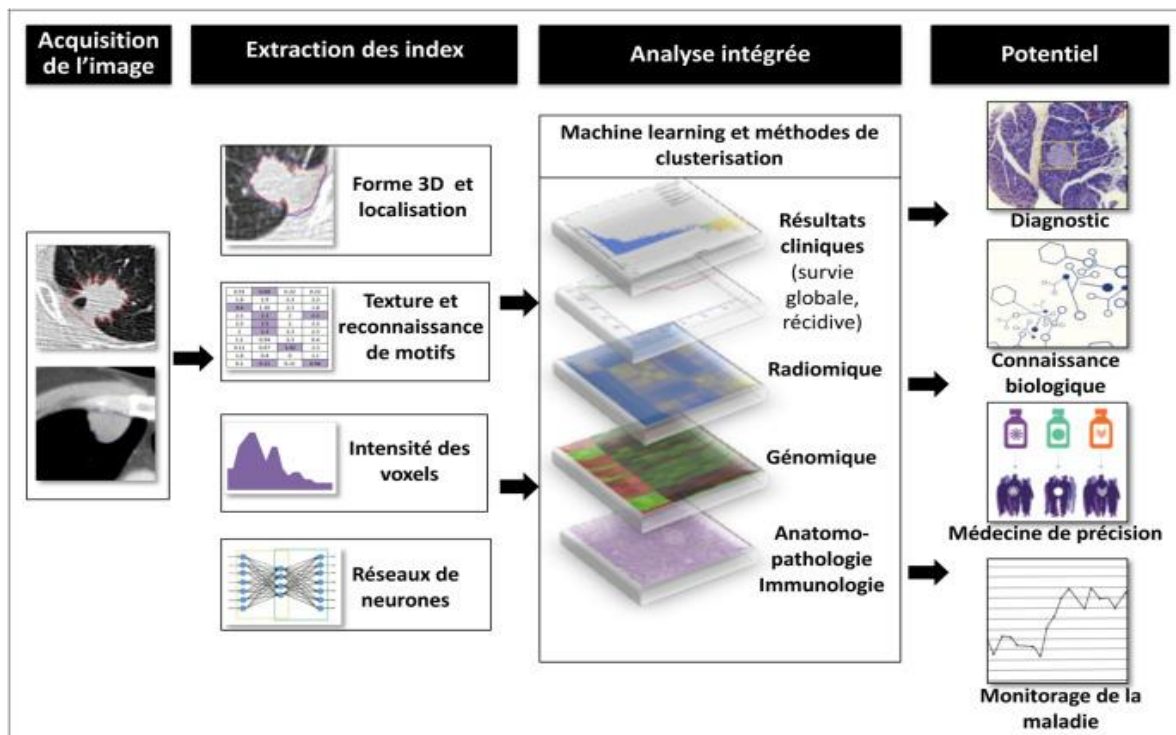 Acquisition
de l'image
Extraction des index
Analyse intégrée
Potentiel
Forme 3D et
localisation
Texture et
reconnaissance
de motifs
Intensité des
voxels
Réseaux de
neurones
Machine learning et méthodes de
clusterisation
Résultats
cliniques
(survie
globale,
récidive)
Radiomique
Génomique
Anatomo-
pathologie
Immunologie
Diagnostic
Connaissance
biologique
Médecine de précision
Monitorage de la
maladie